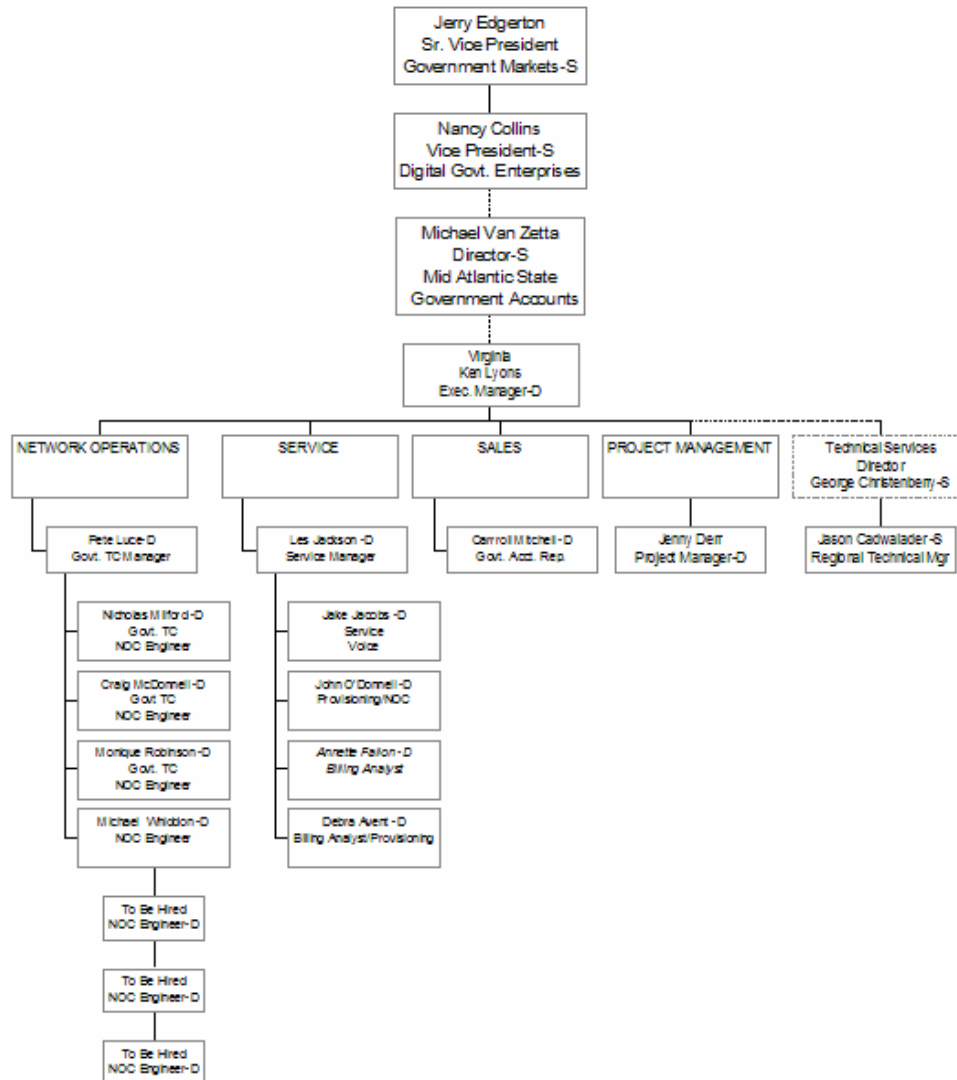 Jerry Edgerton
Sr. Vice President
Government Markets-S
Nancy Collins
Vice President-S
Digital Govt. Enterprises
Michael Van Zetta
Director-S
Mid Atlantic State
Government Accounts
Virginia
Ken Lyons
Exec. Manager-D
NETWORK OPERATIONS
SERVICE
SALES
PROJECT MANAGEMENT
Technical Services
Director
George Christenberry-S
Pete Luce-D
Govt. TC Manager
Les Jackson -D
Service Manager
Carrol Mitchell-D
Govt. Acct. Rep.
Jenny Derr
Project Manager-D
Jason Cadwalader-S
Regional Technical Mgr
Nicholas Milford -D
Govt. TC
NOC Engineer
Jake Jacobs -D
Service
Voice
Craig McDonnell-D
Govt TC
NOC Engineer
John O'Donnell-D
Provisioning/NOC
Monique Robinson-D
Govt. TC
NOC Engineer
Annette Fallon - D
Billing Analyst
Michael Whiddon-D
NOC Engineer
Debra Avent - D
Billing Analyst/Provisioning
To Be Hired
NOC Engineer-D
To Be Hired
NOC Engineer-D
To Be Hired
NOC Engineer-D